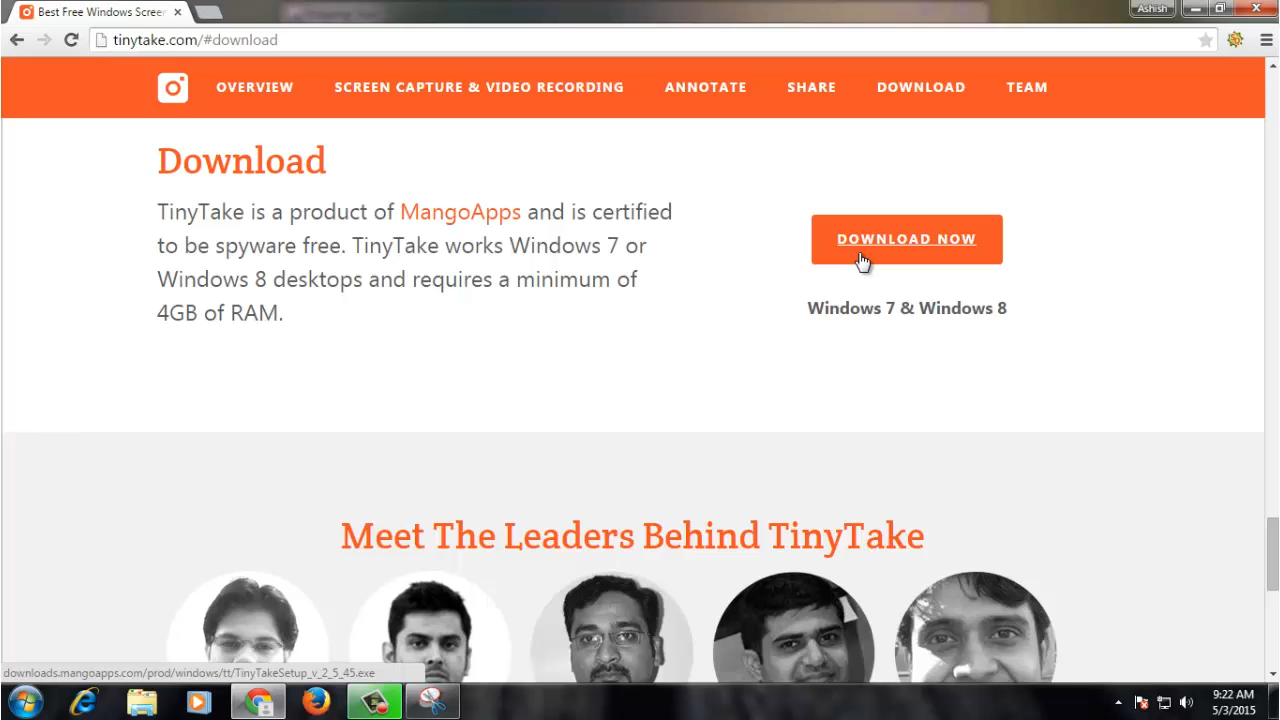 Best Free Windows Screen
Ashish
tinytake.com/#download
OVERVIEW
SCREEN CAPTURE & VIDEO RECORDING
ANNOTATE
SHARE
DOWNLOAD
TEAM
Download
TinyTake is a product of MangoApps and is certified
to be spyware free. TinyTake works Windows 7 or
Windows 8 desktops and requires a minimum of
4GB of RAM.
DOWNLOAD NOW
Windows 7 & Windows 8
Meet The Leaders Behind TinyTake
downloads.mangoapps.com/prod/windows/tt/TinyTakeSetup_v_2_5_45.exe
9:22 AM
5/3/2015